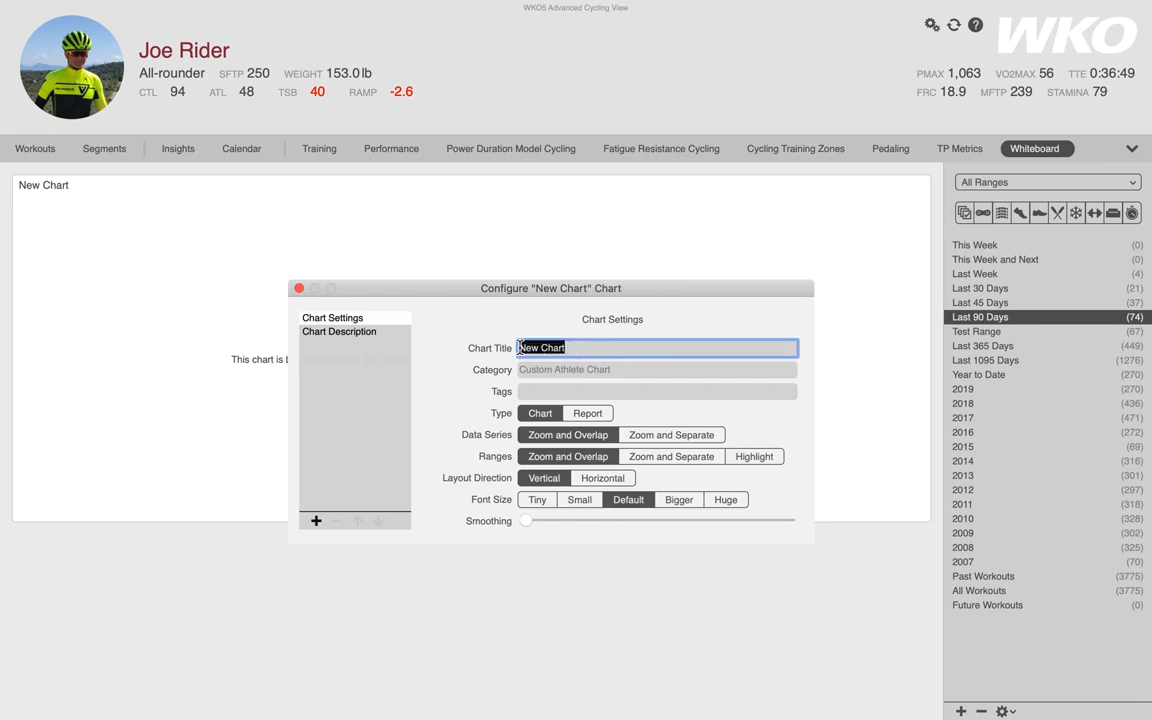 WKO5 Advanced Cycling View
Joe Rider
All-rounder SFTP 250 WEIGHT 153.0 lb
CTL 94 ATL 48 TSB 40 RAMP -2.6
WKO
PMAX 1,063 VO2MAX 56 TTE 0:36:49
FRC 18.9 MFTP 239 STAMINA 79
Workouts Segments Insights Calendar Training Performance Power Duration Model Cycling Fatigue Resistance Cycling Cycling Training Zones Pedaling TP Metrics Whiteboard
New Chart
This chart is b
Configure "New Chart" Chart
Chart Settings
Chart Description
Chart Settings
Chart Title New Chart
Category Custom Athlete Chart
Tags
Type Chart Report
Data Series Zoom and Overlap Zoom and Separate
Ranges Zoom and Overlap Zoom and Separate Highlight
Layout Direction Vertical Horizontal
Font Size Tiny Small Default Bigger Huge
Smoothing
All Ranges
This Week (0)
This Week and Next (0)
Last Week (4)
Last 30 Days (21)
Last 45 Days (37)
Last 90 Days (74)
Test Range (67)
Last 365 Days (449)
Last 1095 Days (1276)
Year to Date (270)
2019 (270)
2018 (436)
2017 (471)
2016 (272)
2015 (69)
2014 (316)
2013 (301)
2012 (297)
2011 (318)
2010 (328)
2009 (302)
2008 (325)
2007 (70)
Past Workouts (3775)
All Workouts (3775)
Future Workouts (0)